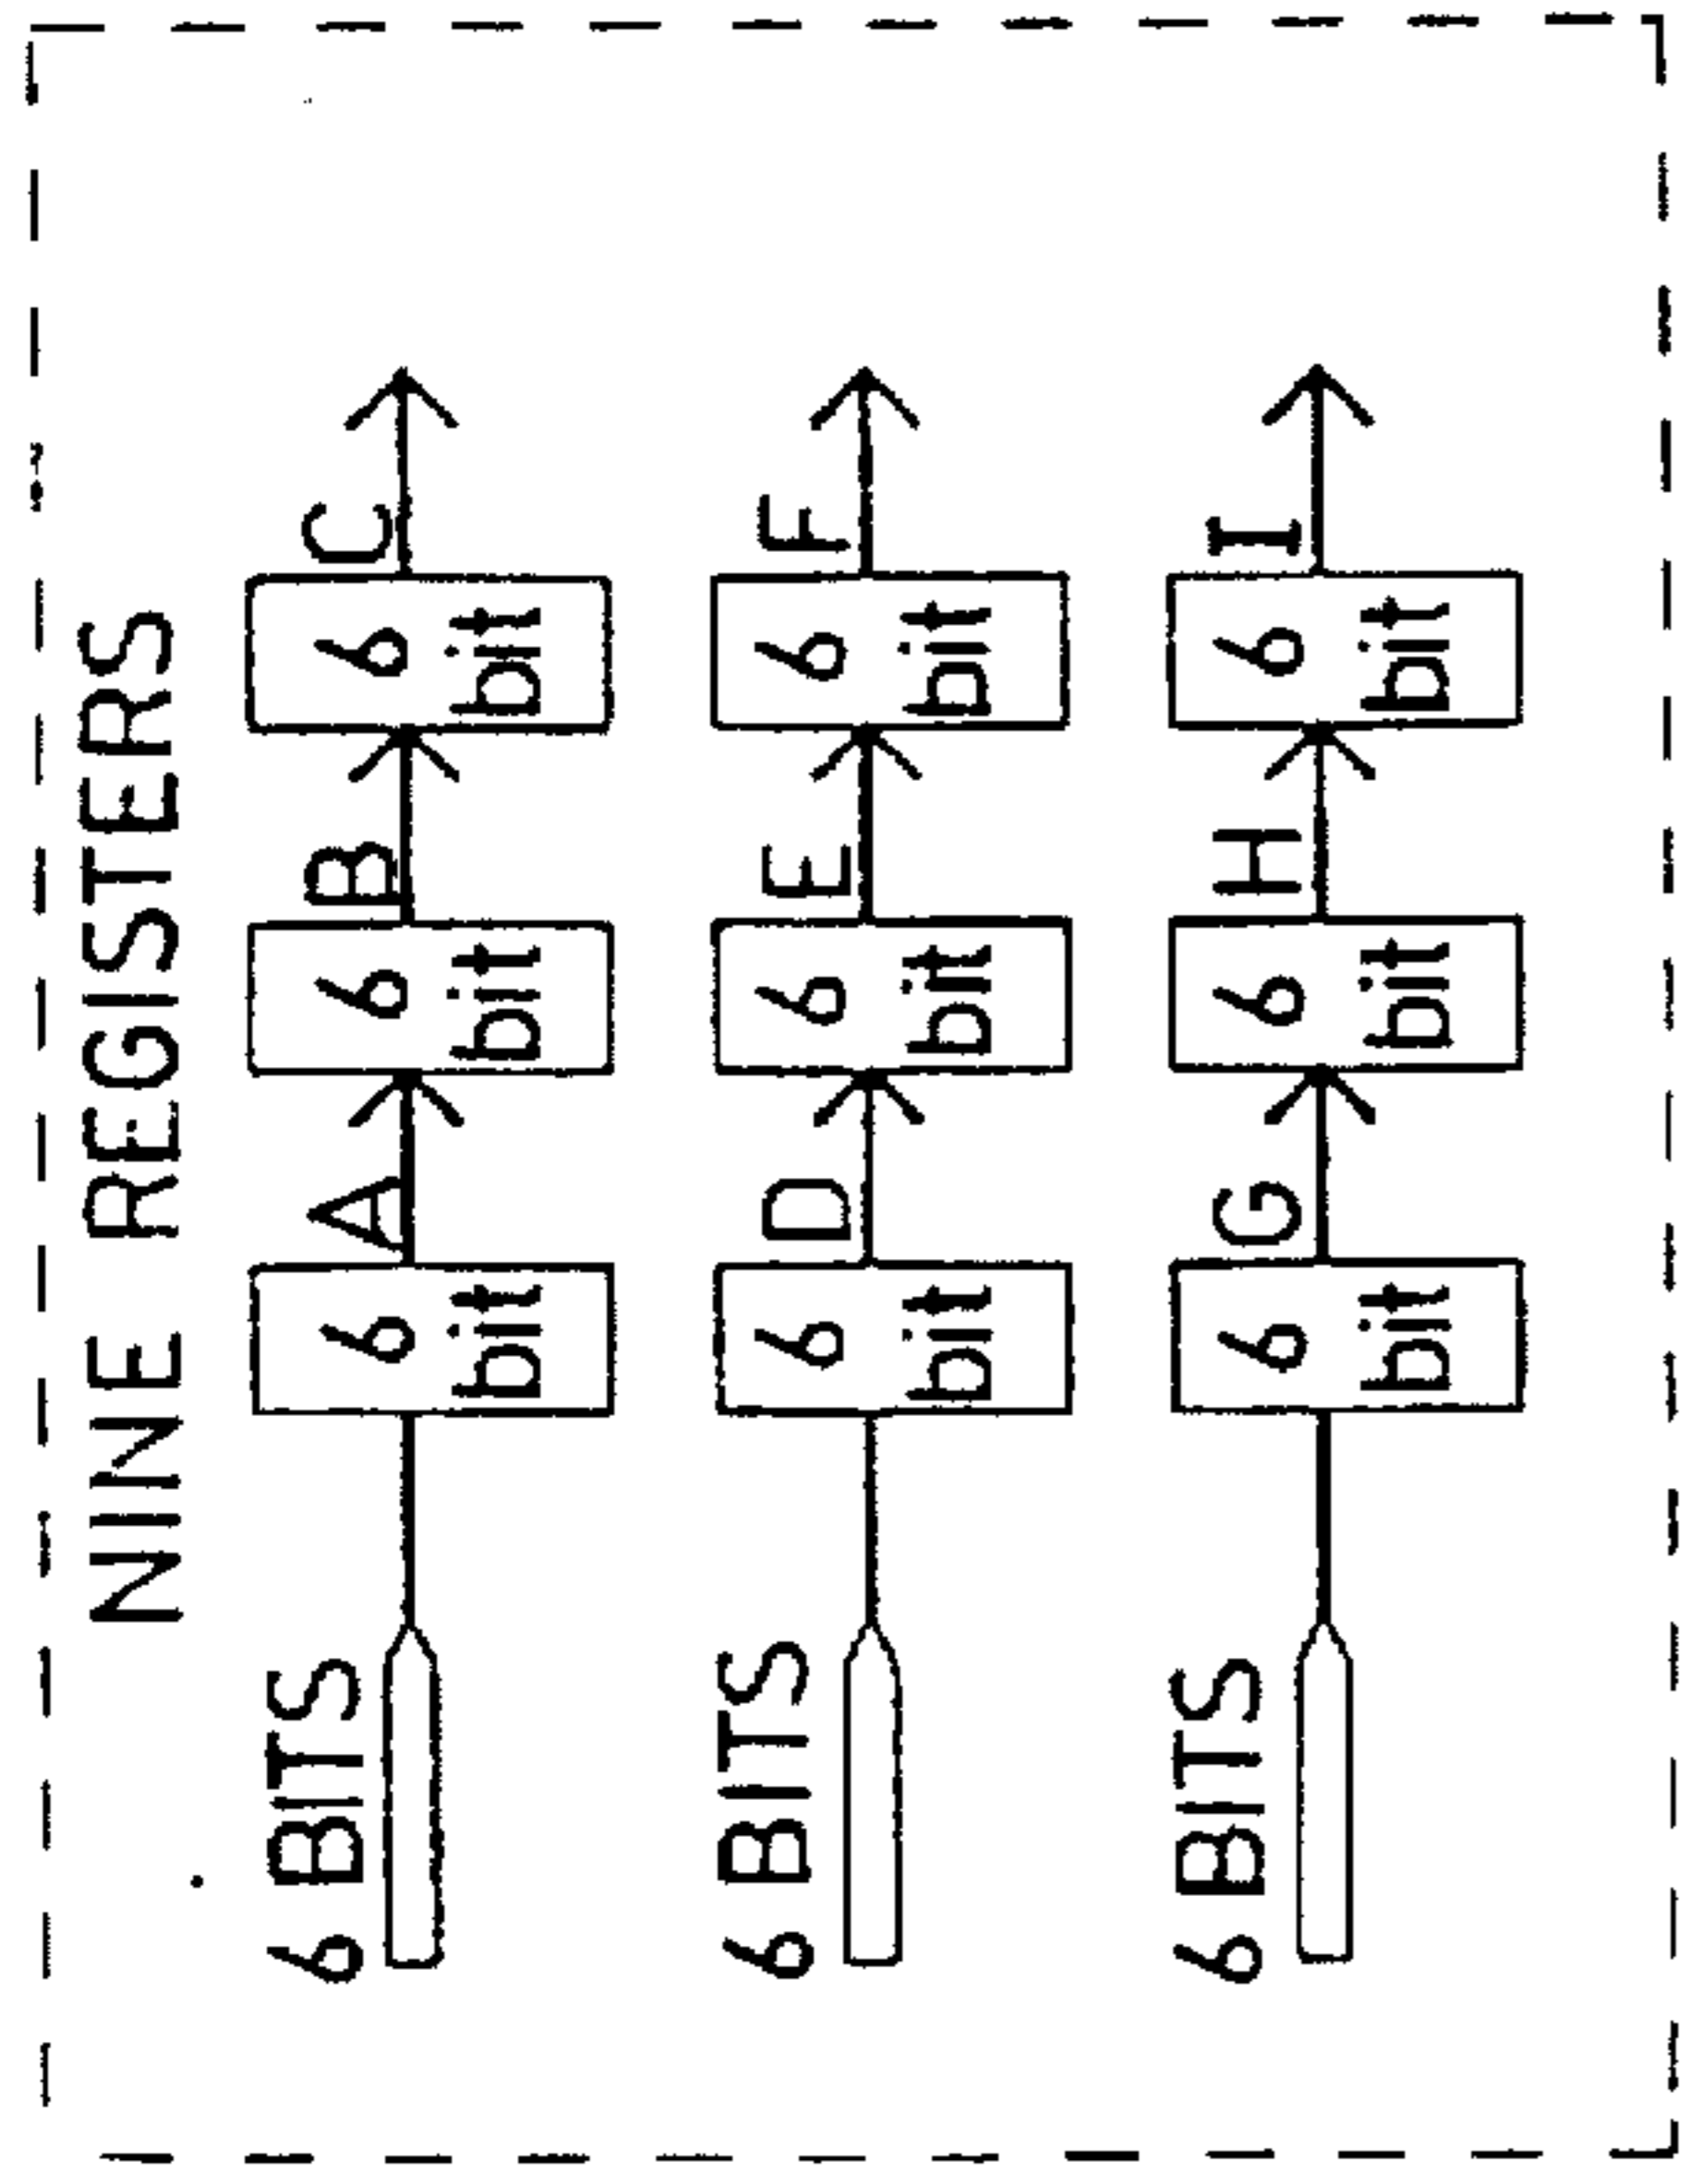 NINE REGISTERS
6 BITS 6 bit A 6 bit B 6 bit C
6 BITS 6 bit D 6 bit E 6 bit F
6 BITS 6 bit G 6 bit H 6 bit I